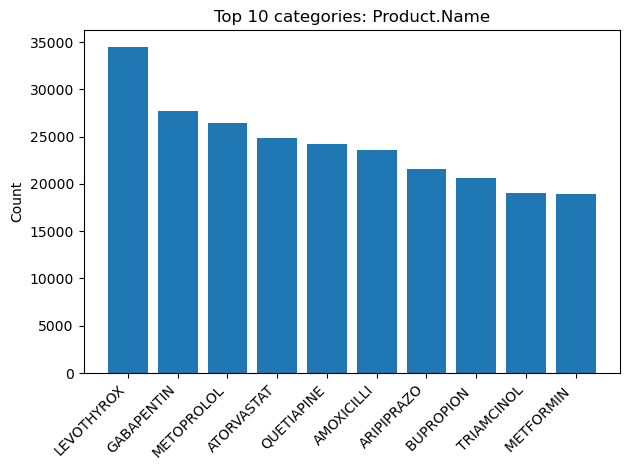 Top 10 categories: Product.Name
35000
30000
25000
20000
15000
10000
5000
0
Count
LEVOTHYROX
GABAPENTIN
METOPROLOL
ATORVASTAT
QUETIAPINE
AMOXICILLI
ARIPIPRAZO
BUPROPION
TRIAMCINOL
METFORMIN